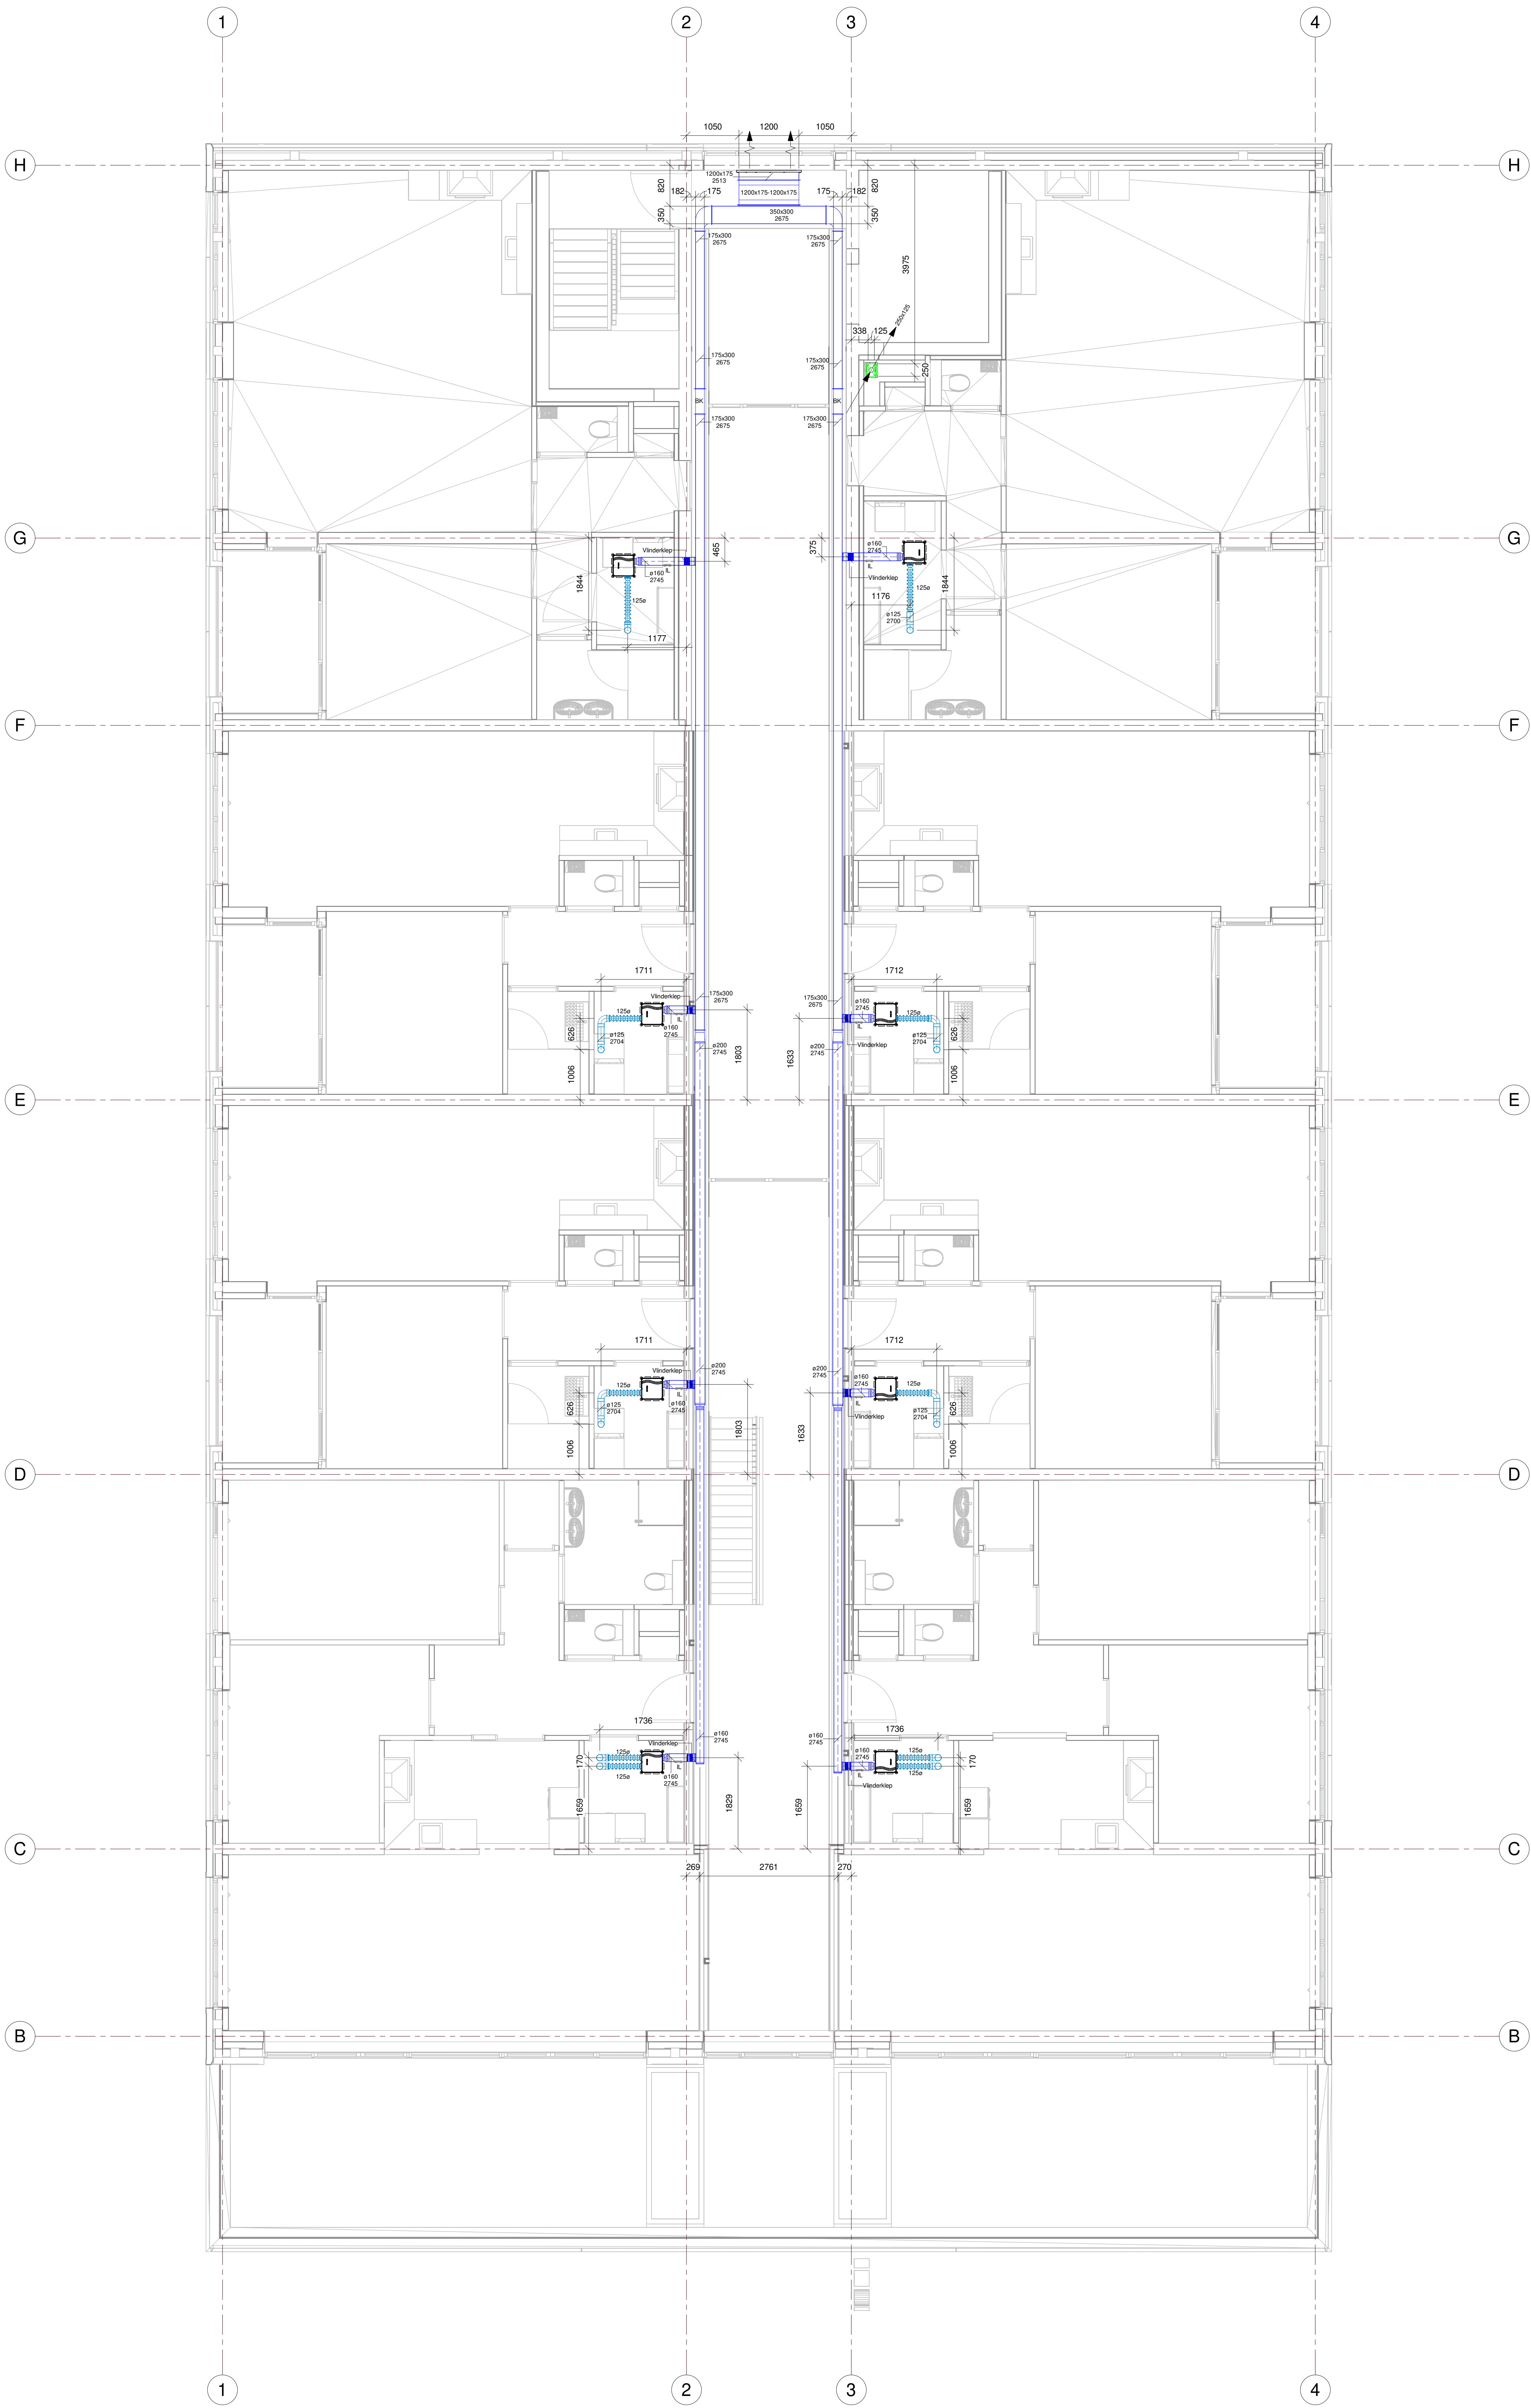 1 2 3 4
1050 1200 1050
H H
1200x175
2513
820 182 175 1200x175-1200x175 175 182 820
350 350x300
2675 350
175x300
2675
175x300
2675
3975
250x125
338 125
175x300
2675
175x300
2675
250
BK BK
175x300
2675
175x300
2675
G G
Vlinderklep
465
375
ø160
2745
IL
ø160
2745
IL
Vlinderklep
1844
125ø
1177
1176
125ø
1844
ø125
2700
F F
1711 1712
Vlinderklep
175x300
2675
175x300
2675
ø160
2745
125ø
IL
125ø
IL
626
ø125
2704
ø160
2745
Vlinderklep
ø125
2704
626
ø200
2745
ø200
2745
1803
1633
1006
1006
E E
1711 1712
Vlinderklep
ø200
2745
ø200
2745
ø160
2745
125ø
IL
125ø
IL
626
ø125
2704
ø160
2745
Vlinderklep
ø125
2704
626
1803
1633
1006
1006
D D
1736 1736
Vlinderklep
ø160
2745
ø160
2745
ø160
2745
170
125ø
125ø
IL
ø160
2745
125ø
125ø
IL
170
Vlinderklep
1659
1829
1659
1659
C C
269 2761 270
B B
1 2 3 4